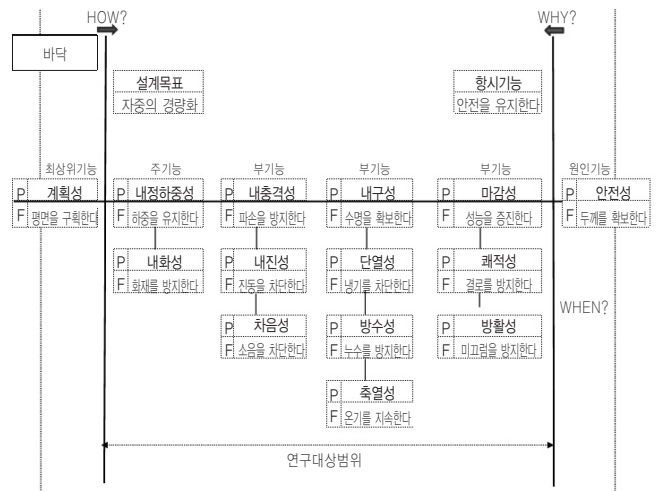 HOW?
WHY?
바닥
설계목표
자중의 경량화
항시기능
안전을 유지한다
최상위기능
주기능
부기능
부기능
부기능
원인기능
P 계획성
F 평면을 구획한다
P 내정하중성
F 하중을 유지한다
P 내충격성
F 파손을 방지한다
P 내구성
F 수명을 확보한다
P 마감성
F 성능을 증진한다
P 안전성
F 두께를 확보한다
P 내화성
F 화재를 방지한다
P 내진성
F 진동을 차단한다
P 단열성
F 냉기를 차단한다
P 쾌적성
F 결로를 방지한다
WHEN?
P 차음성
F 소음을 차단한다
P 방수성
F 누수를 방지한다
P 방활성
F 미끄럼을 방지한다
P 축열성
F 온기를 지속한다
연구대상범위